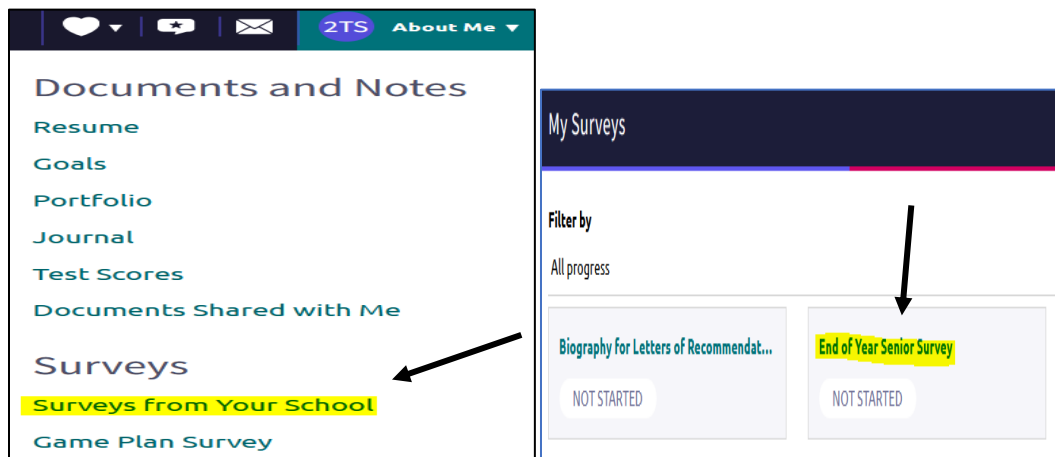 2TS About Me
Documents and Notes
Resume
Goals
Portfolio
Journal
Test Scores
Documents Shared with Me
Surveys
Surveys from Your School
Game Plan Survey
My Surveys
Filter by
All progress
Biography for Letters of Recommendat...
NOT STARTED
End of Year Senior Survey
NOT STARTED